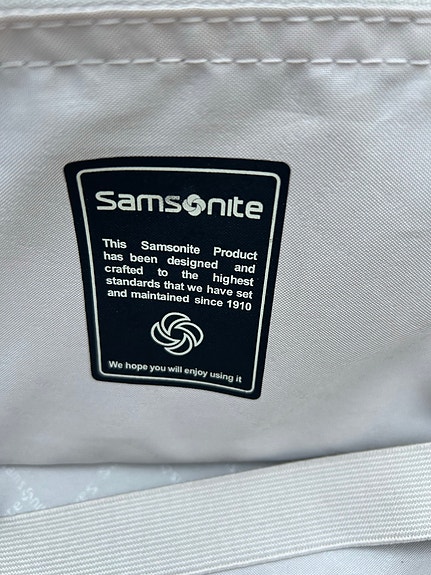 Samsonite
This Samsonite Product
has been designed and
crafted to the highest
standards that we have set
and maintained since 1910
We hope you will enjoy using it